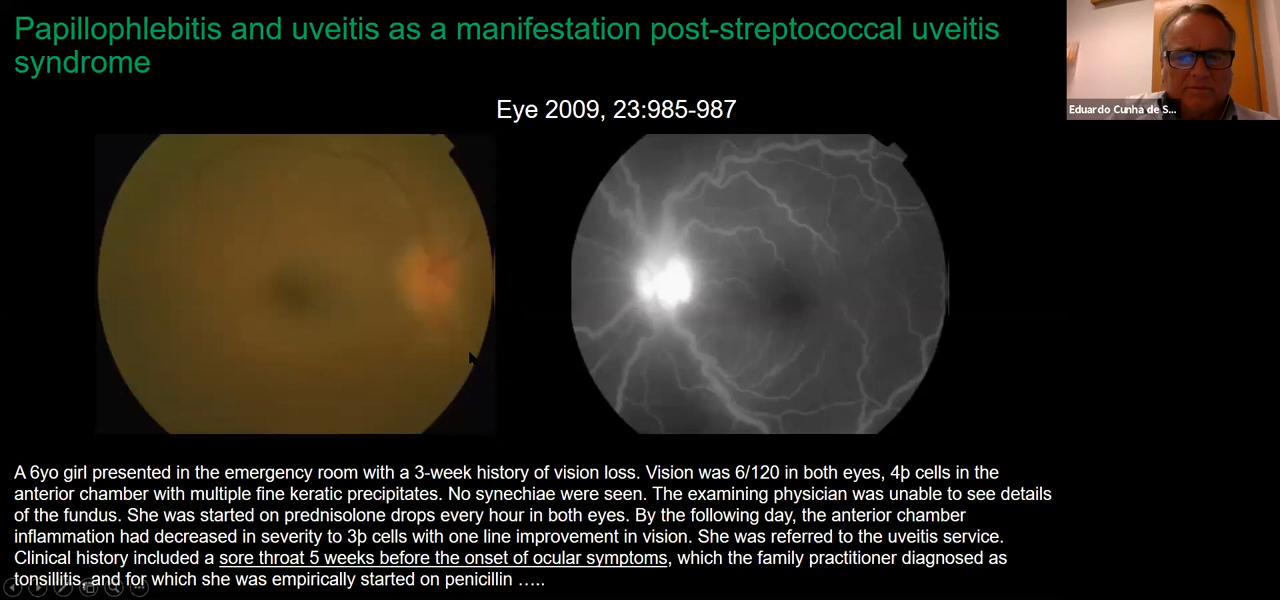 Papillophlebitis and uveitis as a manifestation post-streptococcal uveitis
syndrome
Eduardo Cunha de S...
Eye 2009, 23:985-987
A 6yo girl presented in the emergency room with a 3-week history of vision loss. Vision was 6/120 in both eyes, 4þ cells in the
anterior chamber with multiple fine keratic precipitates. No synechiae were seen. The examining physician was unable to see details
of the fundus. She was started on prednisolone drops every hour in both eyes. By the following day, the anterior chamber
inflammation had decreased in severity to 3þ cells with one line improvement in vision. She was referred to the uveitis service.
Clinical history included a sore throat 5 weeks before the onset of ocular symptoms, which the family practitioner diagnosed as
tonsillitis, and for which she was empirically started on penicillin …..